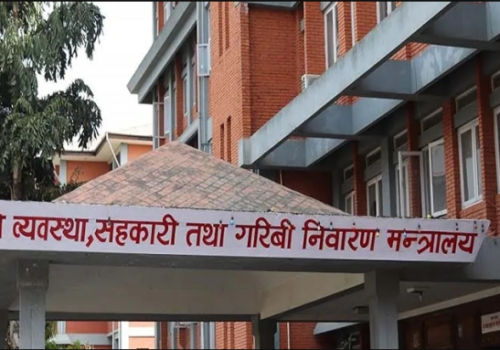 व्यवस्था,सहकारी तथा गरिबी निवारण मन्त्रालय